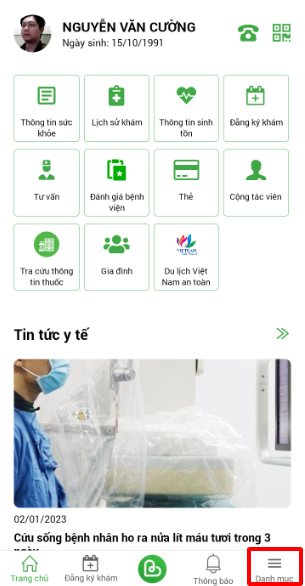 NGUYỄN VĂN CƯỜNG
Ngày sinh: 15/10/1991
Thông tin sức khỏe
Lịch sử khám
Thông tin sinh tồn
Đăng ký khám
Tư vấn
Đánh giá bệnh viện
Thẻ
Cộng tác viên
Tra cứu thông tin thuốc
Gia đình
Du lịch Việt Nam an toàn
Tin tức y tế
02/01/2023
Cứu sống bệnh nhân ho ra nửa lít máu tươi trong 3
ngày
Trang chủ
Đăng ký khám
Thông báo
Danh mục